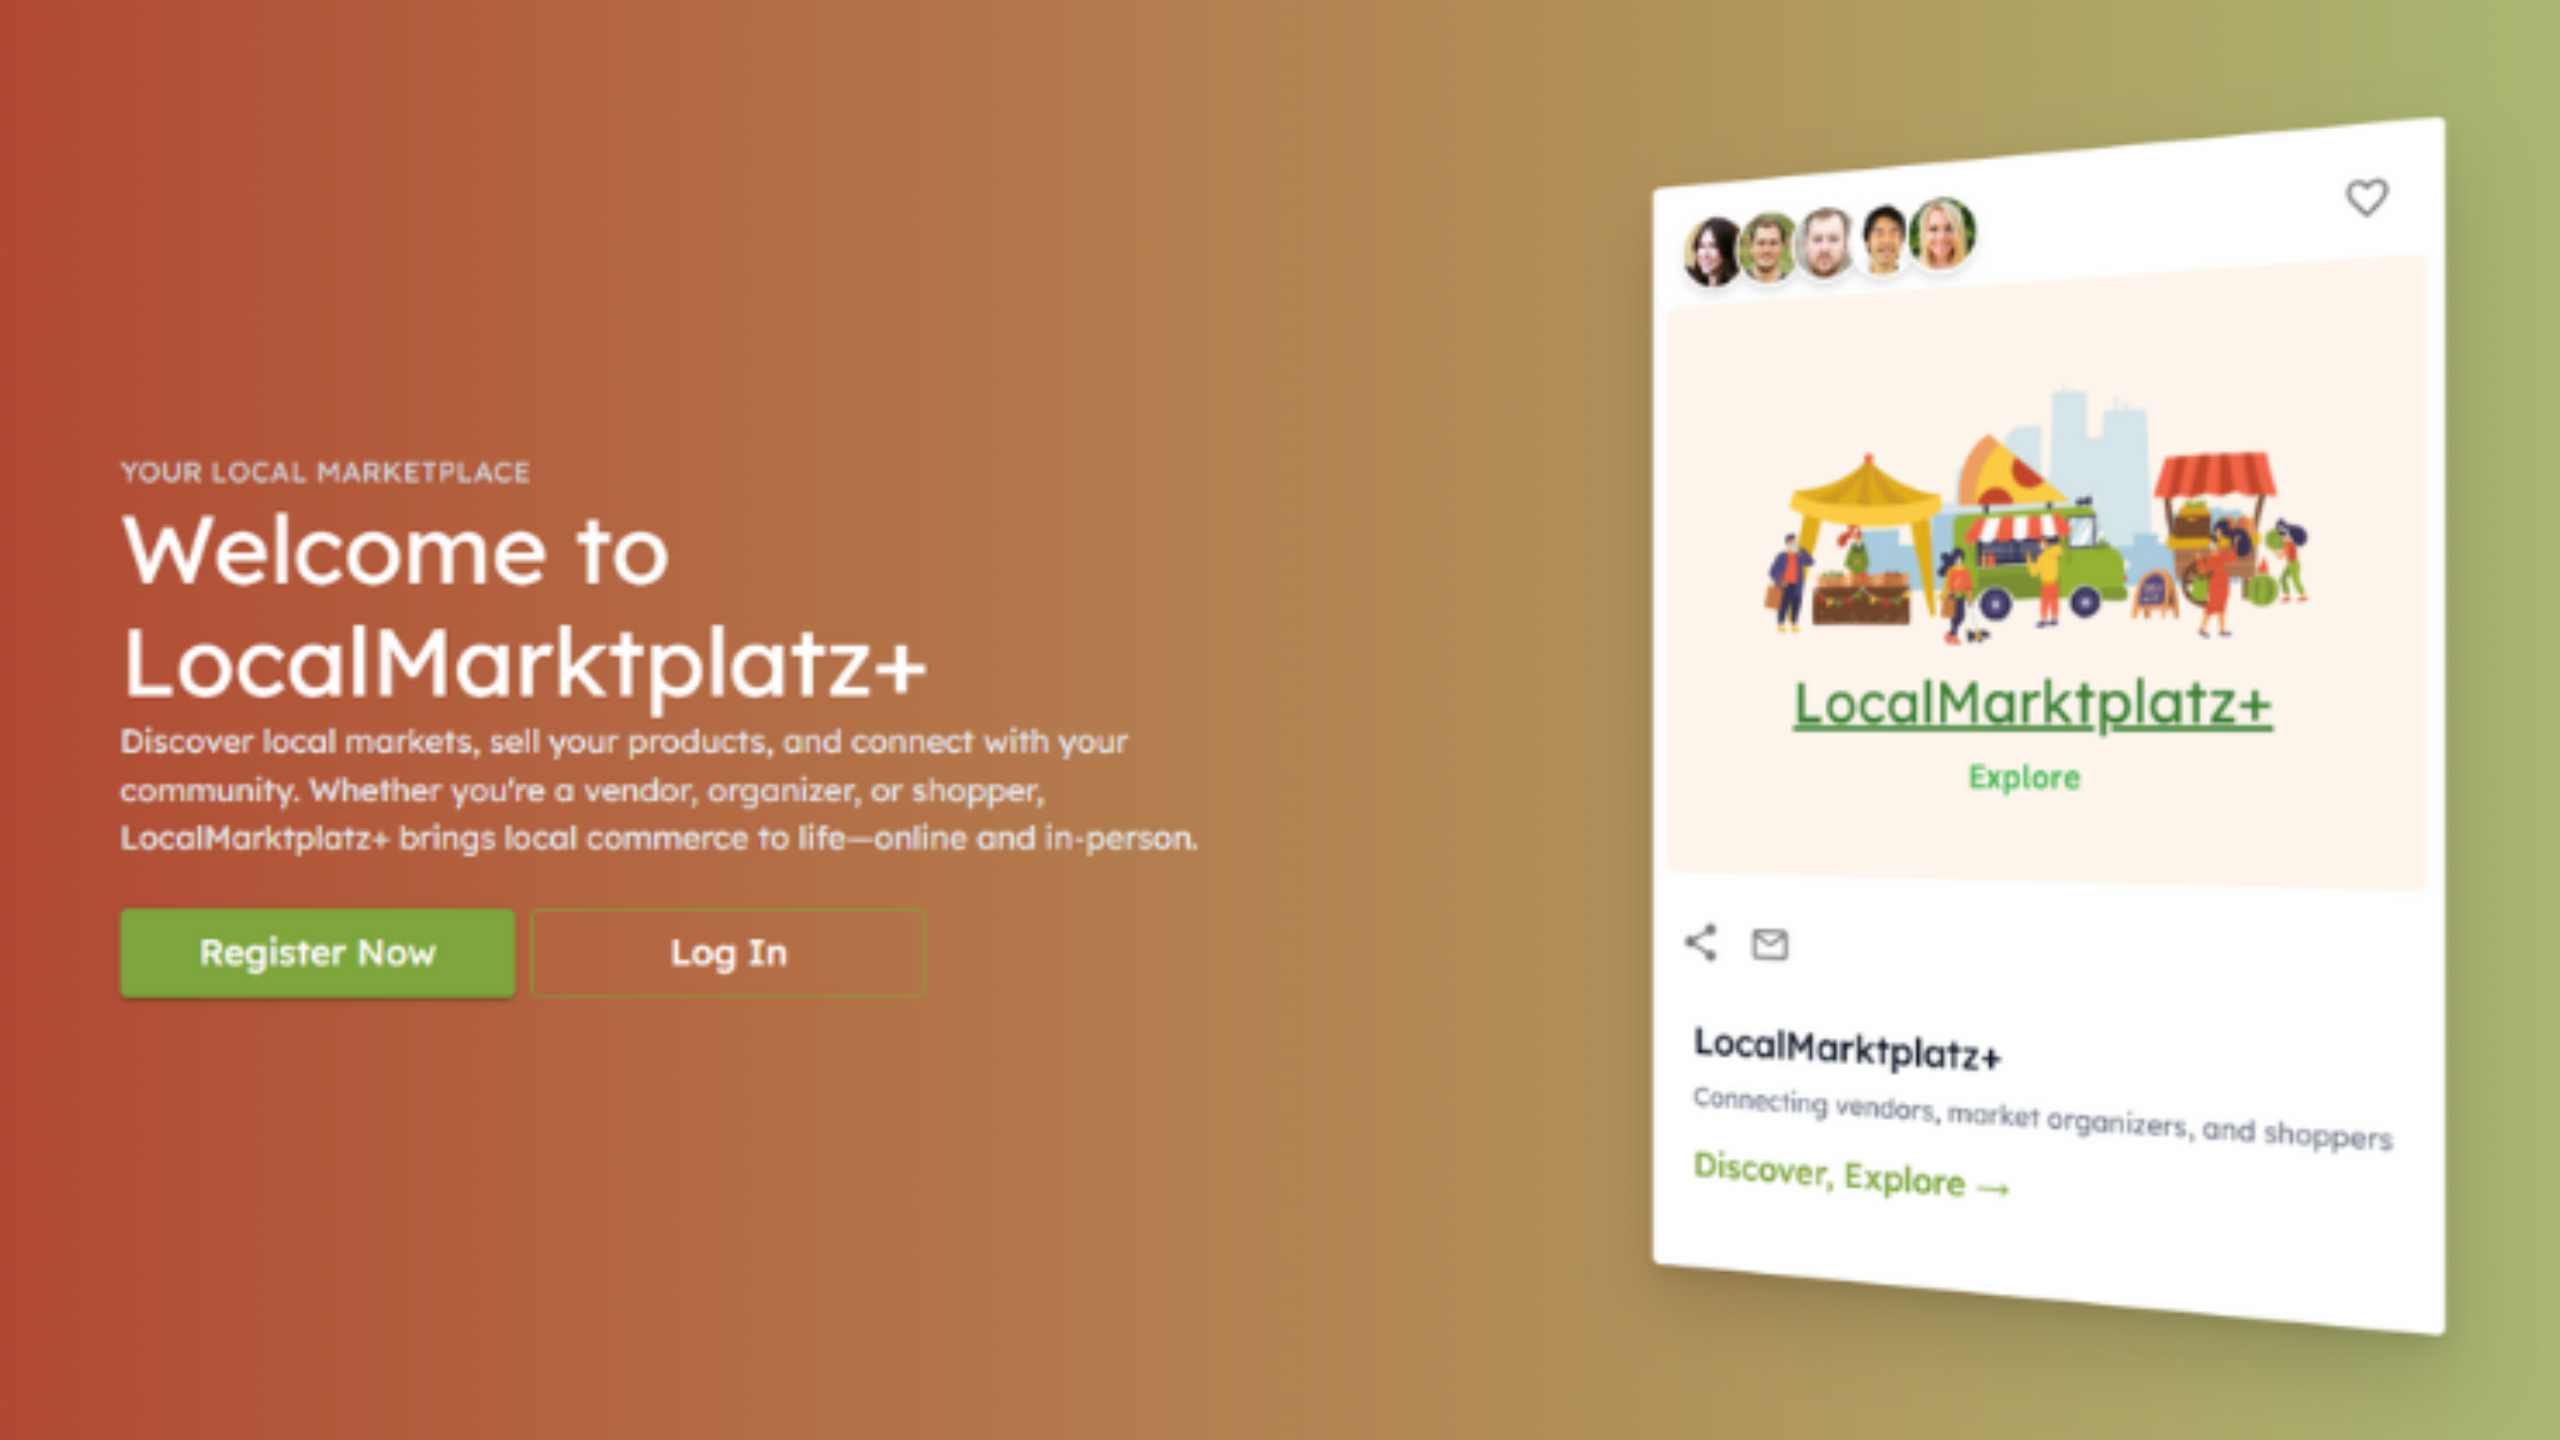 YOUR LOCAL MARKETPLACE
Welcome to
LocalMarktplatz+
Discover local markets, sell your products, and connect with your
community. Whether you're a vendor, organizer, or shopper,
LocalMarktplatz+ brings local commerce to life—online and in-person.
Register Now
Log In
LocalMarktplatz+
Explore
LocalMarktplatz+
Connecting vendors, market organizers, and shoppers
Discover, Explore →